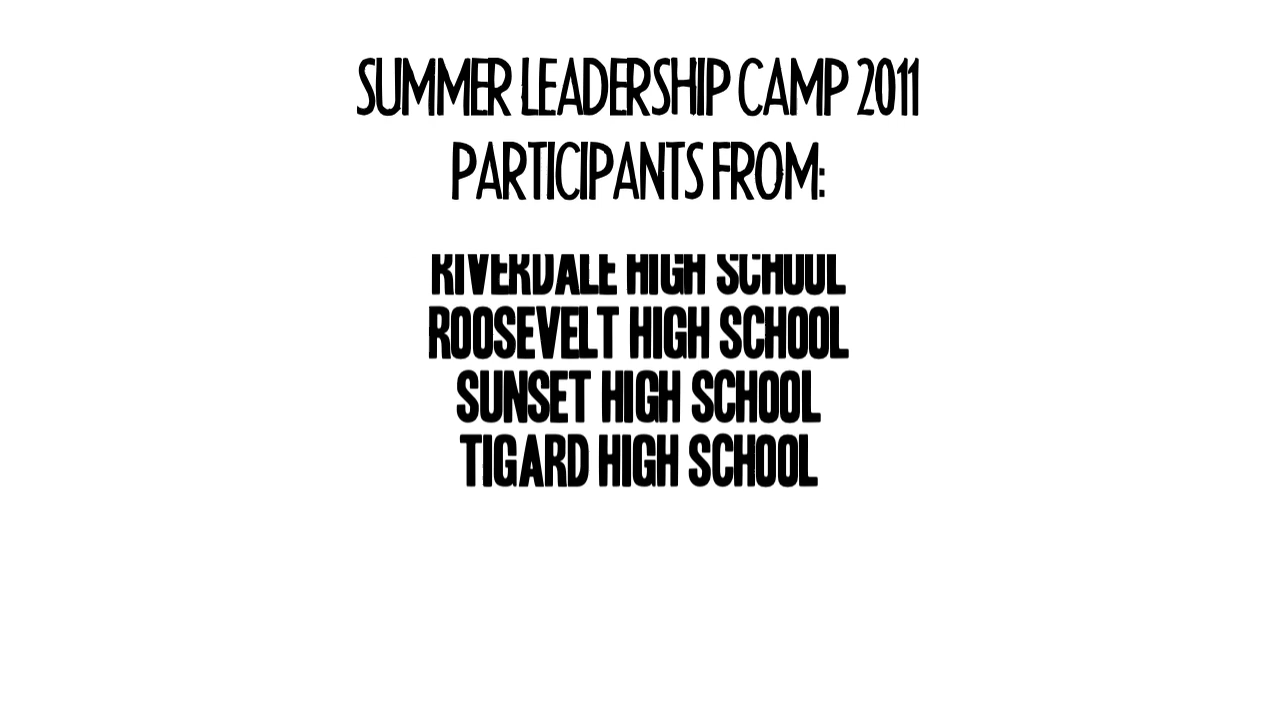 SUMMER LEADERSHIP CAMP 2011
PARTICIPANTS FROM:
RIVERDALE HIGH SCHOOL
ROOSEVELT HIGH SCHOOL
SUNSET HIGH SCHOOL
TIGARD HIGH SCHOOL